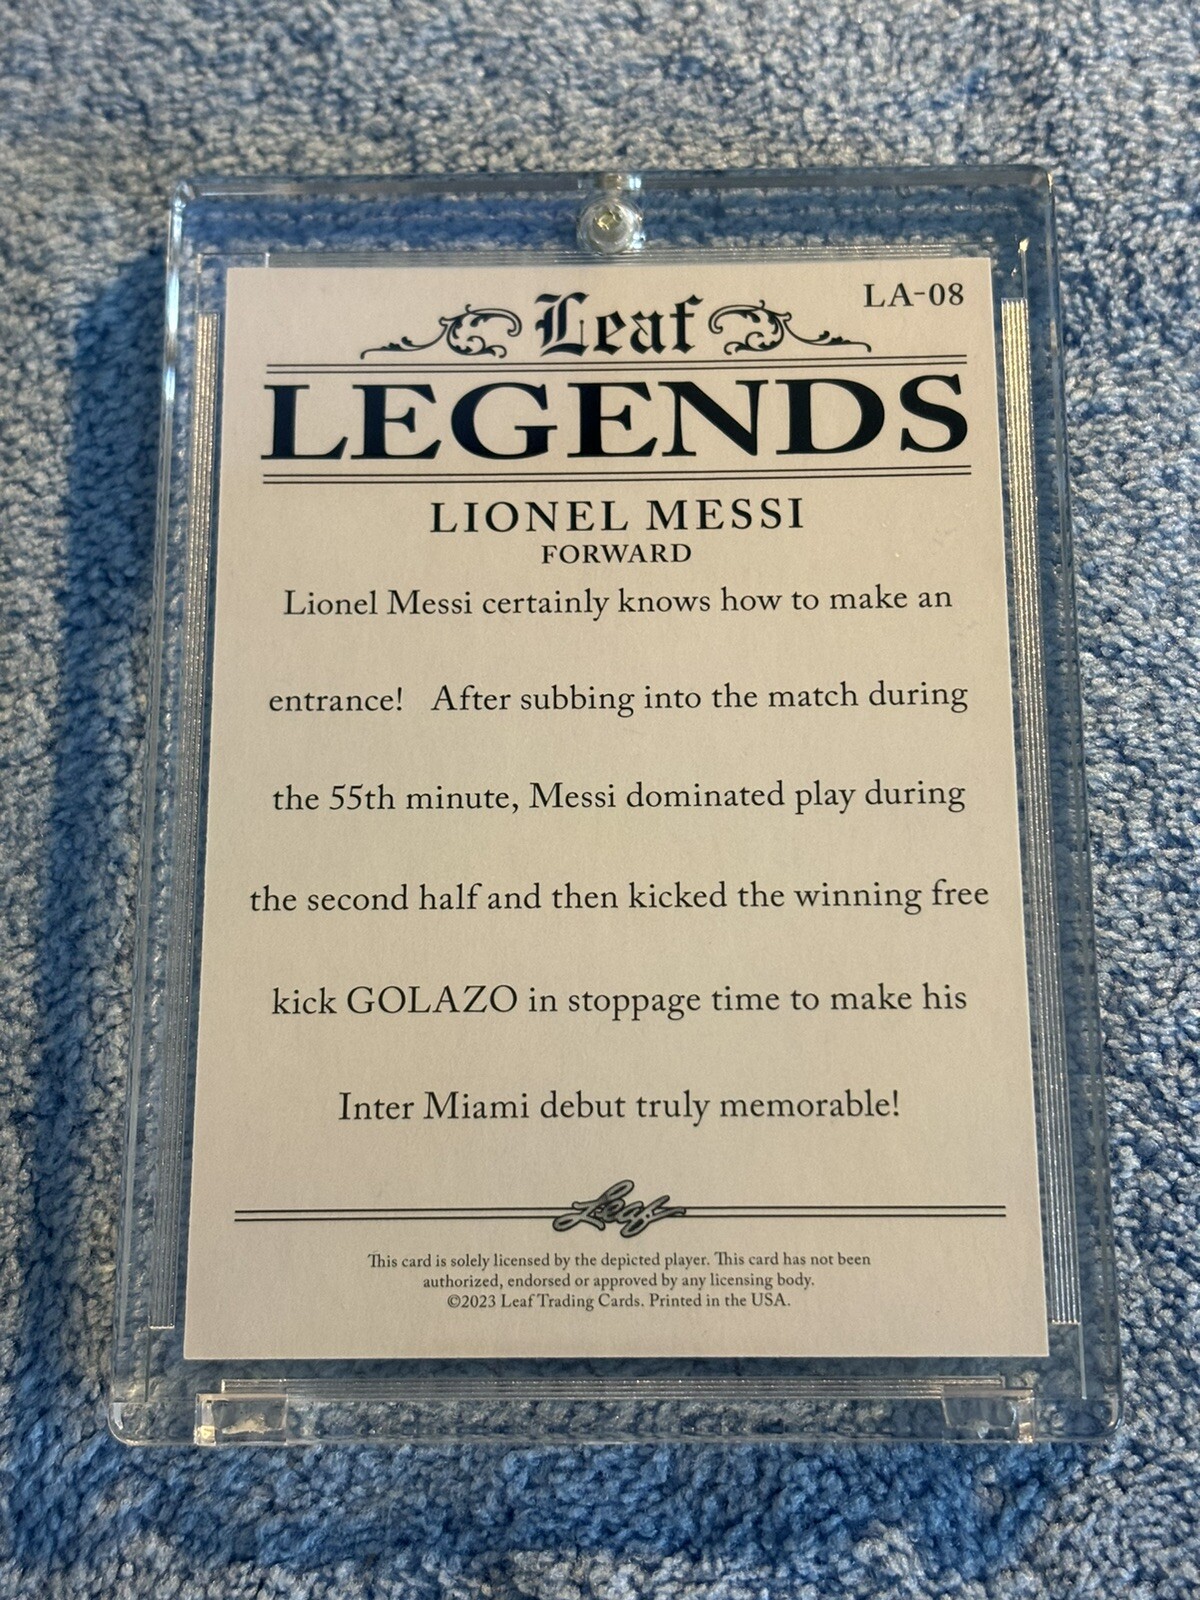 LA-08
Leaf
LEGENDS
LIONEL MESSI
FORWARD
Lionel Messi certainly knows how to make an
entrance! After subbing into the match during
the 55th minute, Messi dominated play during
the second half and then kicked the winning free
kick GOLAZO in stoppage time to make his
Inter Miami debut truly memorable!
Leaf
This card is solely licensed by the depicted player. This card has not been
authorized, endorsed or approved by any licensing body.
©2023 Leaf Trading Cards. Printed in the USA.